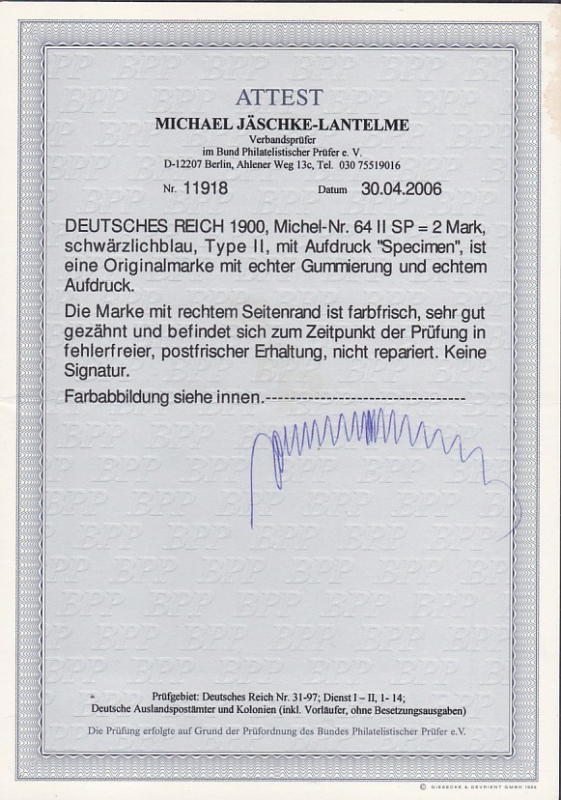 ATTEST
MICHAEL JÄSCHKE-LANTELME
Verbandsprüfer
im Bund Philatelistischer Prüfer e. V.
D-12207 Berlin, Ahlener Weg 13c, Tel. 030 75519016
Nr. 11918 Datum 30.04.2006
DEUTSCHES REICH 1900, Michel-Nr. 64 II SP = 2 Mark,
schwärzlichblau, Type II, mit Aufdruck "Specimen", ist
eine Originalmarke mit echter Gummierung und echtem
Aufdruck.
Die Marke mit rechtem Seitenrand ist farbfrisch, sehr gut
gezähnt und befindet sich zum Zeitpunkt der Prüfung in
fehlerfreier, postfrischer Erhaltung, nicht repariert. Keine
Signatur.
Farbabbildung siehe innen.---------------------------------
Prüfgebiet: Deutsches Reich Nr. 31-97; Dienst I – II, 1- 14;
Deutsche Auslandspostämter und Kolonien (inkl. Vorläufer, ohne Besetzungsausgaben)
Die Prüfung erfolgte auf Grund der Prüfordnung des Bundes Philatelistischer Prüfer e.V.
© GIESECKE & DEVRIENT GMBH